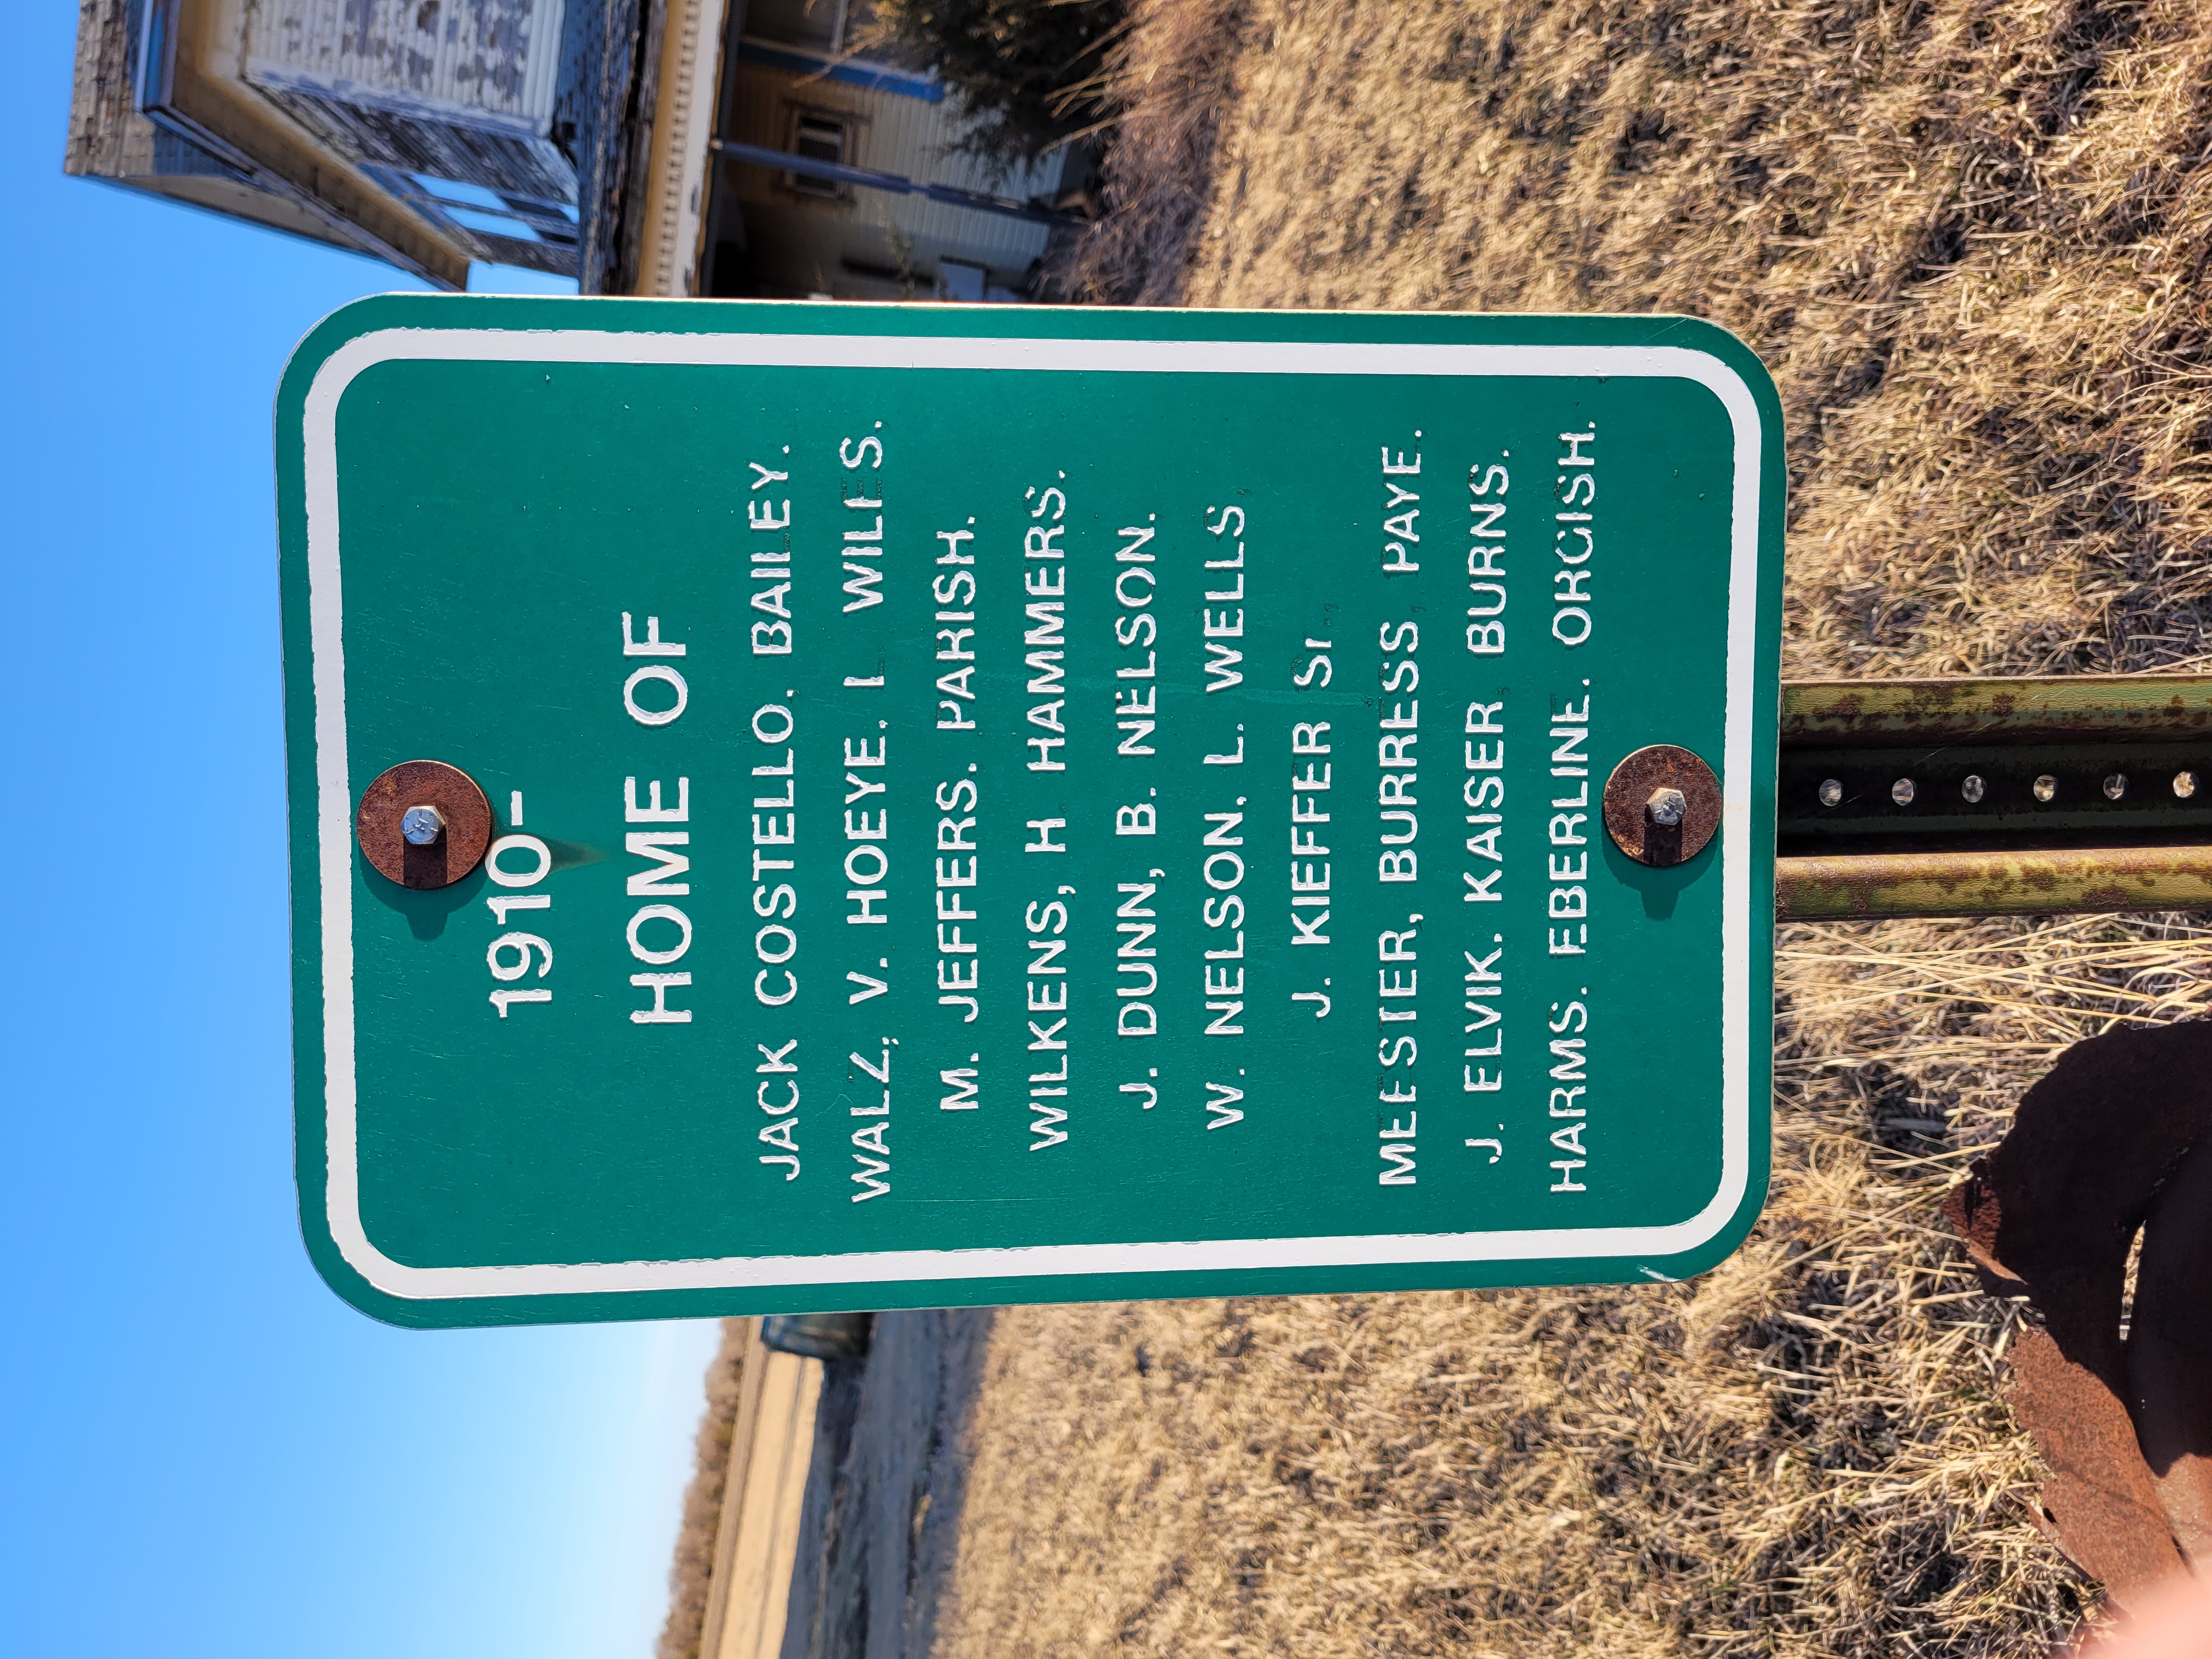 1910-
HOME OF
JACK COSTELLO, BAILEY,
WALZ, V. HOEYE, L. WILLES,
M. JEFFERS, PARISH,
WILKENS, H. HAMMERS,
J. DUNN, B. NELSON,
W. NELSON, L. WELLS,
J. KIEFFER Sr.,
MEESTER, BURRESS, PAYE,
J. ELVIK, KAISER, BURNS,
HARMS, EBERLINE, ORGISH,